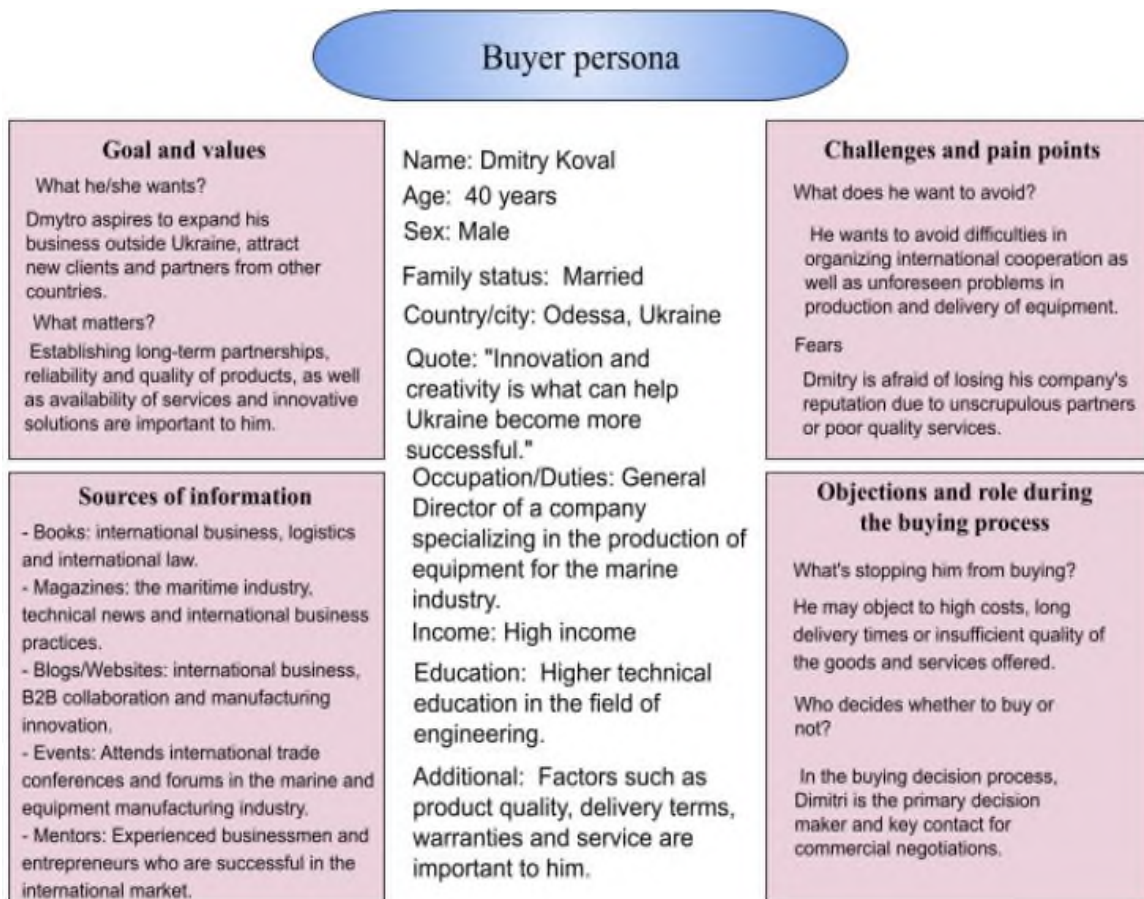 Buyer persona
Goal and values
What he/she wants?
Dmytro aspires to expand his
business outside Ukraine, attract
new clients and partners from other
countries.
What matters?
Establishing long-term partnerships,
reliability and quality of products, as well
as availability of services and innovative
solutions are important to him.
Sources of information
- Books: international business, logistics
and international law.
- Magazines: the maritime industry,
technical news and international business
practices.
- Blogs/Websites: international business,
B2B collaboration and manufacturing
innovation.
- Events: Attends international trade
conferences and forums in the marine and
equipment manufacturing industry.
- Mentors: Experienced businessmen and
entrepreneurs who are successful in the
international market.
Name: Dmitry Koval
Age: 40 years
Sex: Male
Family status: Married
Country/city: Odessa, Ukraine
Quote: "Innovation and
creativity is what can help
Ukraine become more
successful."
Occupation/Duties: General
Director of a company
specializing in the production of
equipment for the marine
industry.
Income: High income
Education: Higher technical
education in the field of
engineering.
Additional: Factors such as
product quality, delivery terms,
warranties and service are
important to him.
Challenges and pain points
What does he want to avoid?
He wants to avoid difficulties in
organizing international cooperation as
well as unforeseen problems in
production and delivery of equipment.
Fears
Dmitry is afraid of losing his company's
reputation due to unscrupulous partners
or poor quality services.
Objections and role during
the buying process
What's stopping him from buying?
He may object to high costs, long
delivery times or insufficient quality of
the goods and services offered.
Who decides whether to buy or
not?
In the buying decision process,
Dimitri is the primary decision
maker and key contact for
commercial negotiations.